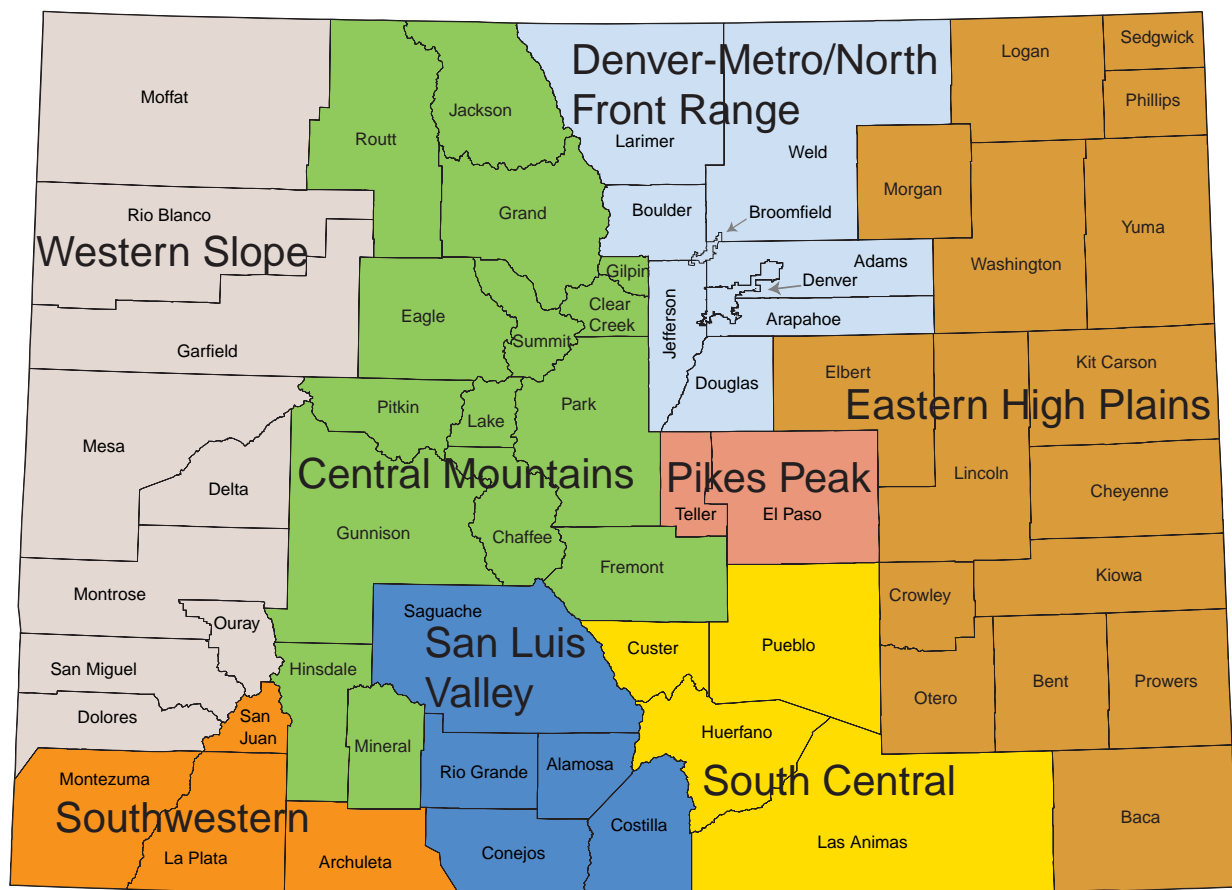 Denver-Metro/North
Front Range
Logan
Sedgwick
Moffat
Phillips
Jackson
Routt
Larimer
Weld
Morgan
Rio Blanco
Grand
Boulder
Broomfield
Yuma
Western Slope
Washington
Gilpin
Adams
Denver
Clear
Creek
Eagle
Summit
Jefferson
Arapahoe
Garfield
Kit Carson
Elbert
Douglas
Pitkin
Lake
Park
Eastern High Plains
Mesa
Central Mountains
Pikes Peak
Lincoln
Delta
Cheyenne
Teller
El Paso
Gunnison
Chaffee
Fremont
Kiowa
Montrose
Crowley
Saguache
Ouray
San Luis
Valley
Custer
Pueblo
San Miguel
Hinsdale
Bent
Prowers
Otero
Dolores
San
Juan
Mineral
Huerfano
Montezuma
Rio Grande
Alamosa
South Central
Southwestern
Baca
Costilla
La Plata
Archuleta
Conejos
Las Animas